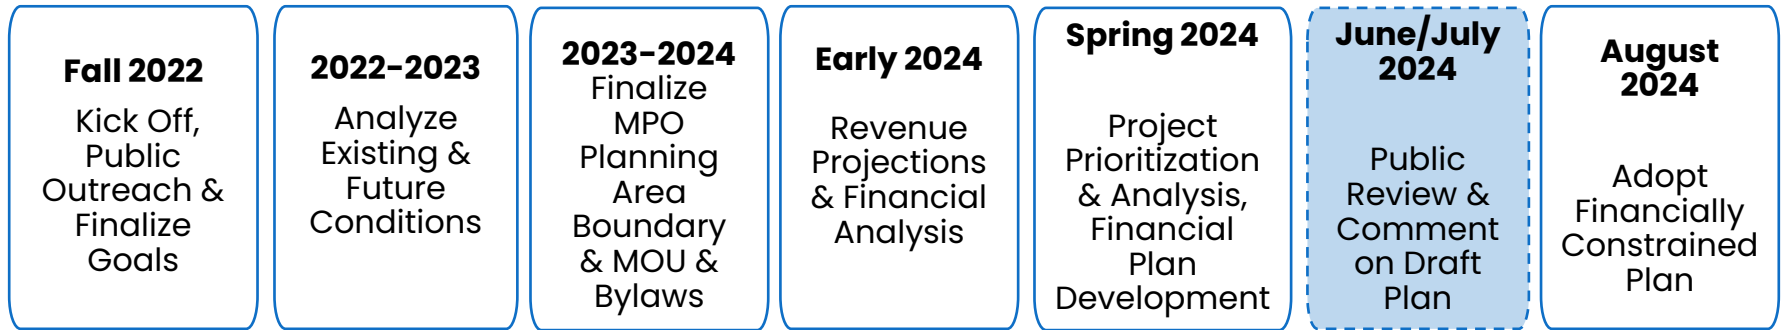 Fall 2022
Kick Off,
Public
Outreach &
Finalize
Goals
2022-2023
Analyze
Existing &
Future
Conditions
2023-2024
Finalize
MPO
Planning
Area
Boundary
& MOU &
Bylaws
Early 2024
Revenue
Projections
& Financial
Analysis
Spring 2024
Project
Prioritization
& Analysis,
Financial
Plan
Development
June/July
2024
Public
Review &
Comment
on Draft
Plan
August
2024
Adopt
Financially
Constrained
Plan